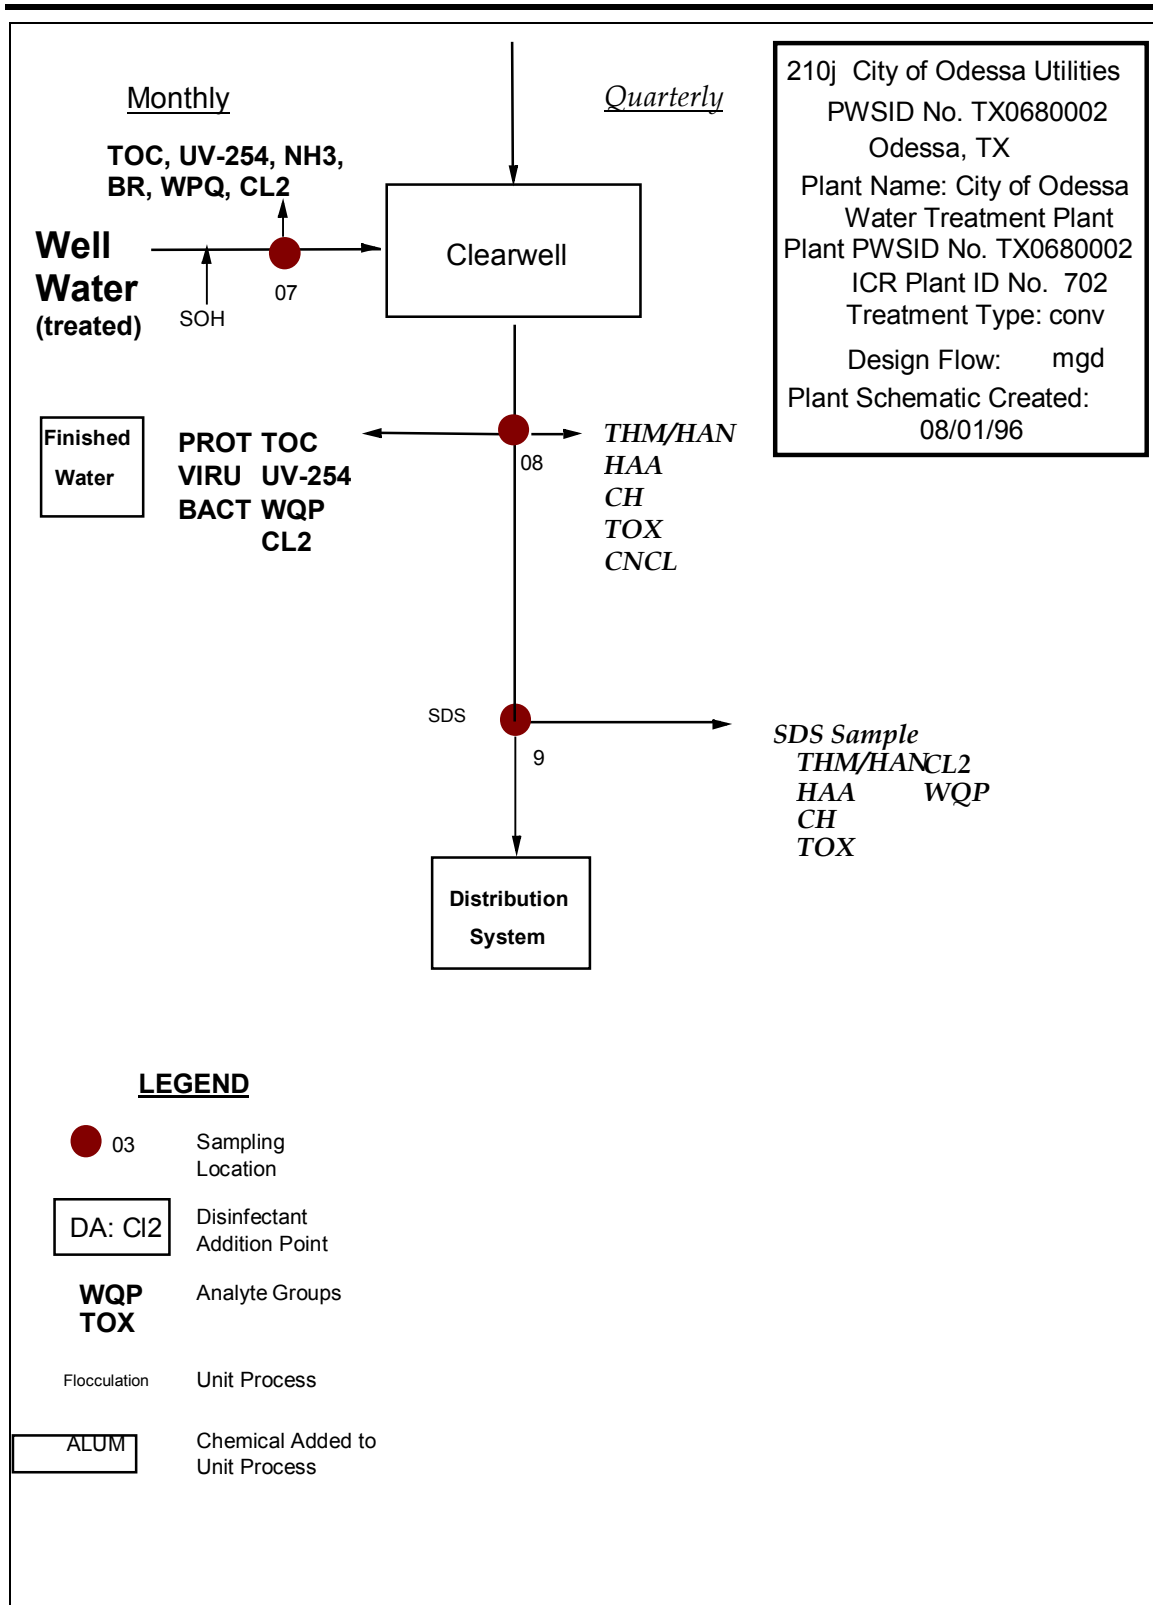 Monthly
Quarterly
TOC, UV-254, NH3,
BR, WPQ, CL2
Well
Water
(treated)
SOH
07
Clearwell
210j City of Odessa Utilities
PWSID No. TX0680002
Odessa, TX
Plant Name: City of Odessa
Water Treatment Plant
Plant PWSID No. TX0680002
ICR Plant ID No. 702
Treatment Type: conv
Design Flow: mgd
Plant Schematic Created:
08/01/96
Finished
Water
PROT TOC
VIRU UV-254
BACT WQP
CL2
08
THM/HAN
HAA
CH
TOX
CNCL
SDS
9
SDS Sample
THM/HAN CL2
HAA WQP
CH
TOX
Distribution
System
LEGEND
03 Sampling
Location
DA: Cl2 Disinfectant
Addition Point
WQP Analyte Groups
TOX
Flocculation Unit Process
ALUM Chemical Added to
Unit Process